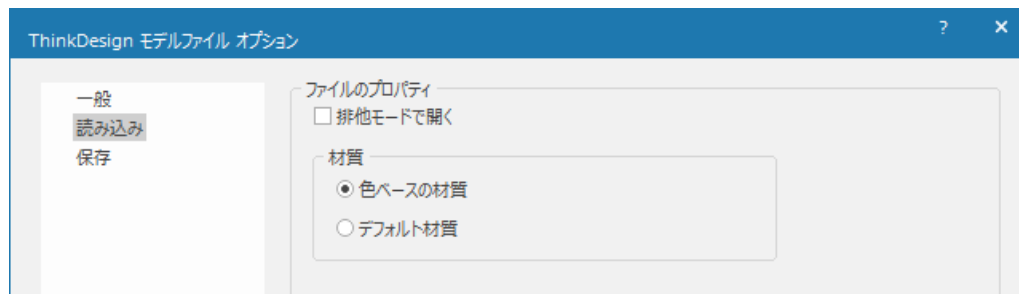 ThinkDesign モデルファイル オプション
? ×
一般
読み込み
保存
ファイルのプロパティ
排他モードで開く
材質
色ベースの材質
デフォルト材質